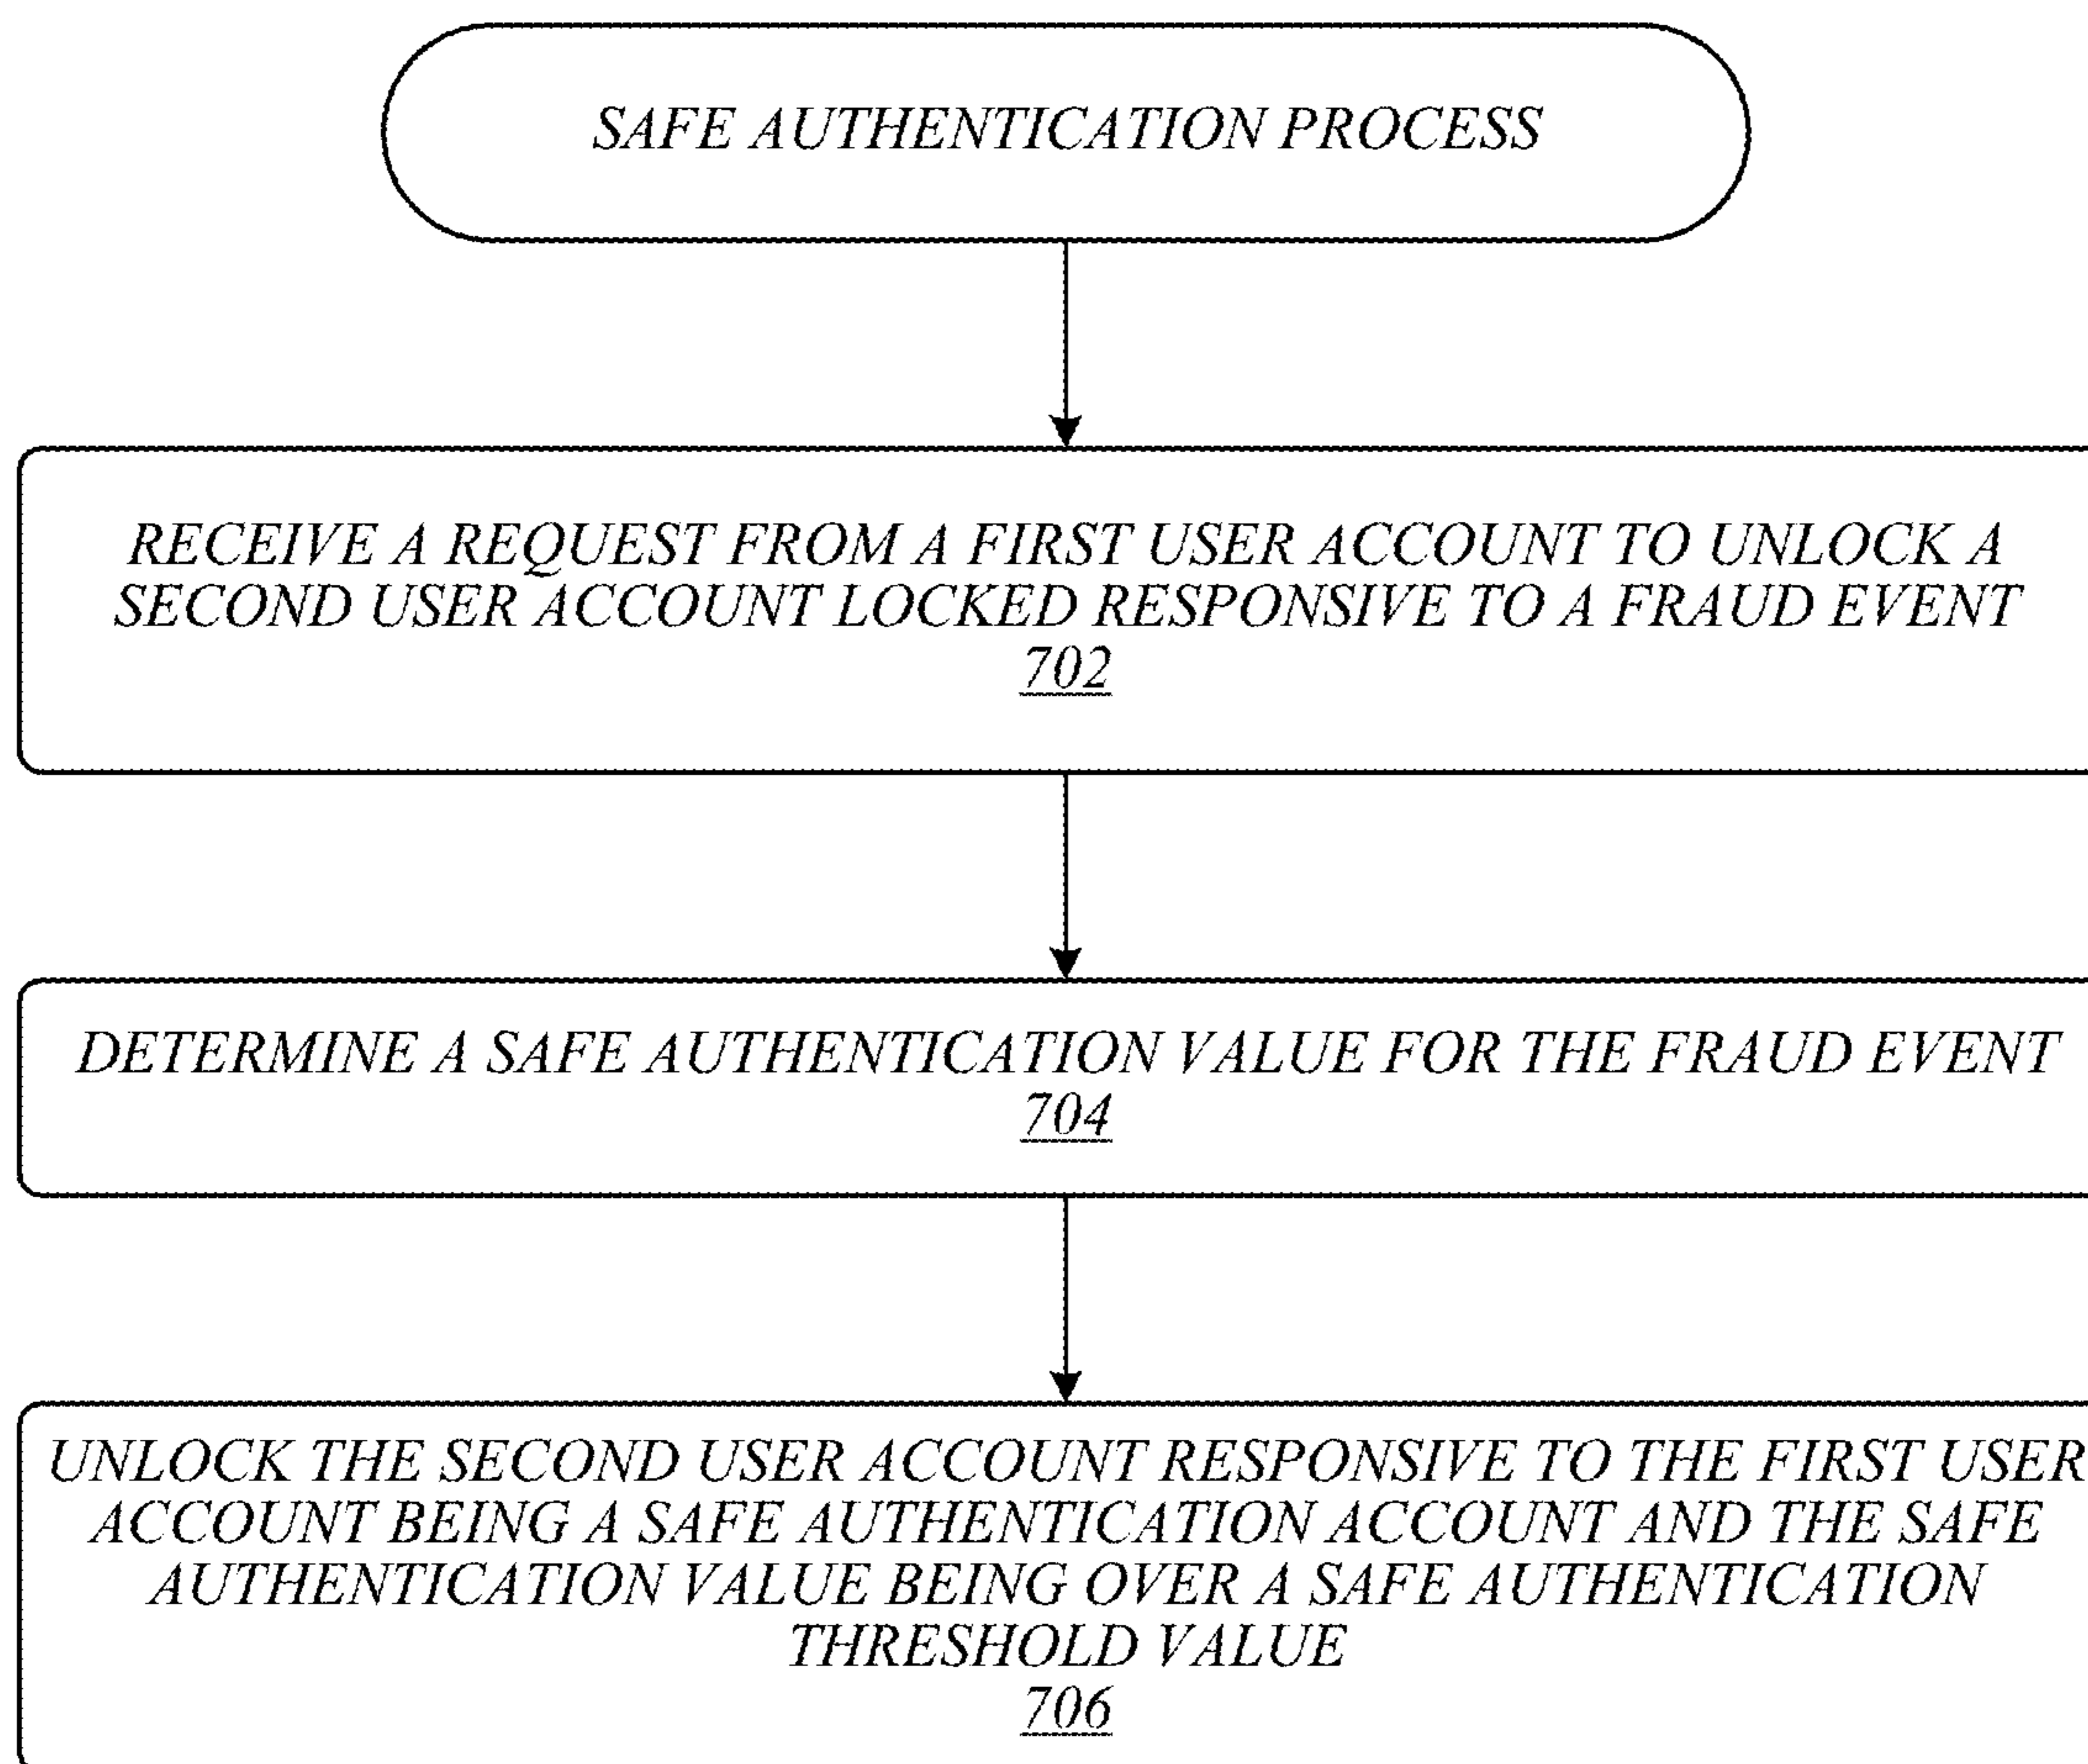 SAFE AUTHENTICATION PROCESS
RECEIVE A REQUEST FROM A FIRST USER ACCOUNT TO UNLOCK A
SECOND USER ACCOUNT LOCKED RESPONSIVE TO A FRAUD EVENT
702
DETERMINE A SAFE AUTHENTICATION VALUE FOR THE FRAUD EVENT
704
UNLOCK THE SECOND USER ACCOUNT RESPONSIVE TO THE FIRST USER
ACCOUNT BEING A SAFE AUTHENTICATION ACCOUNT AND THE SAFE
AUTHENTICATION VALUE BEING OVER A SAFE AUTHENTICATION
THRESHOLD VALUE
706